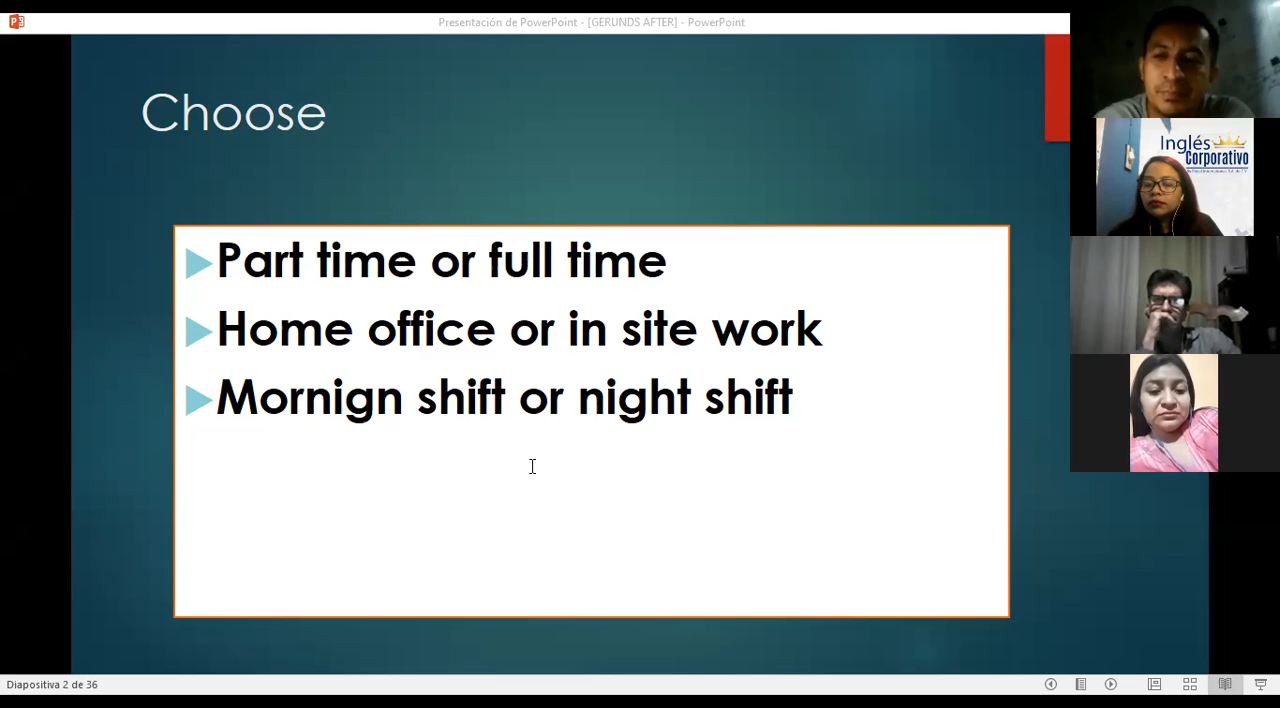 Presentación de PowerPoint - [GERUNDS AFTER] - PowerPoint
Choose
Part time or full time
Home office or in site work
Mornign shift or night shift
Inglés
Corporativo
Diapositiva 2 de 36